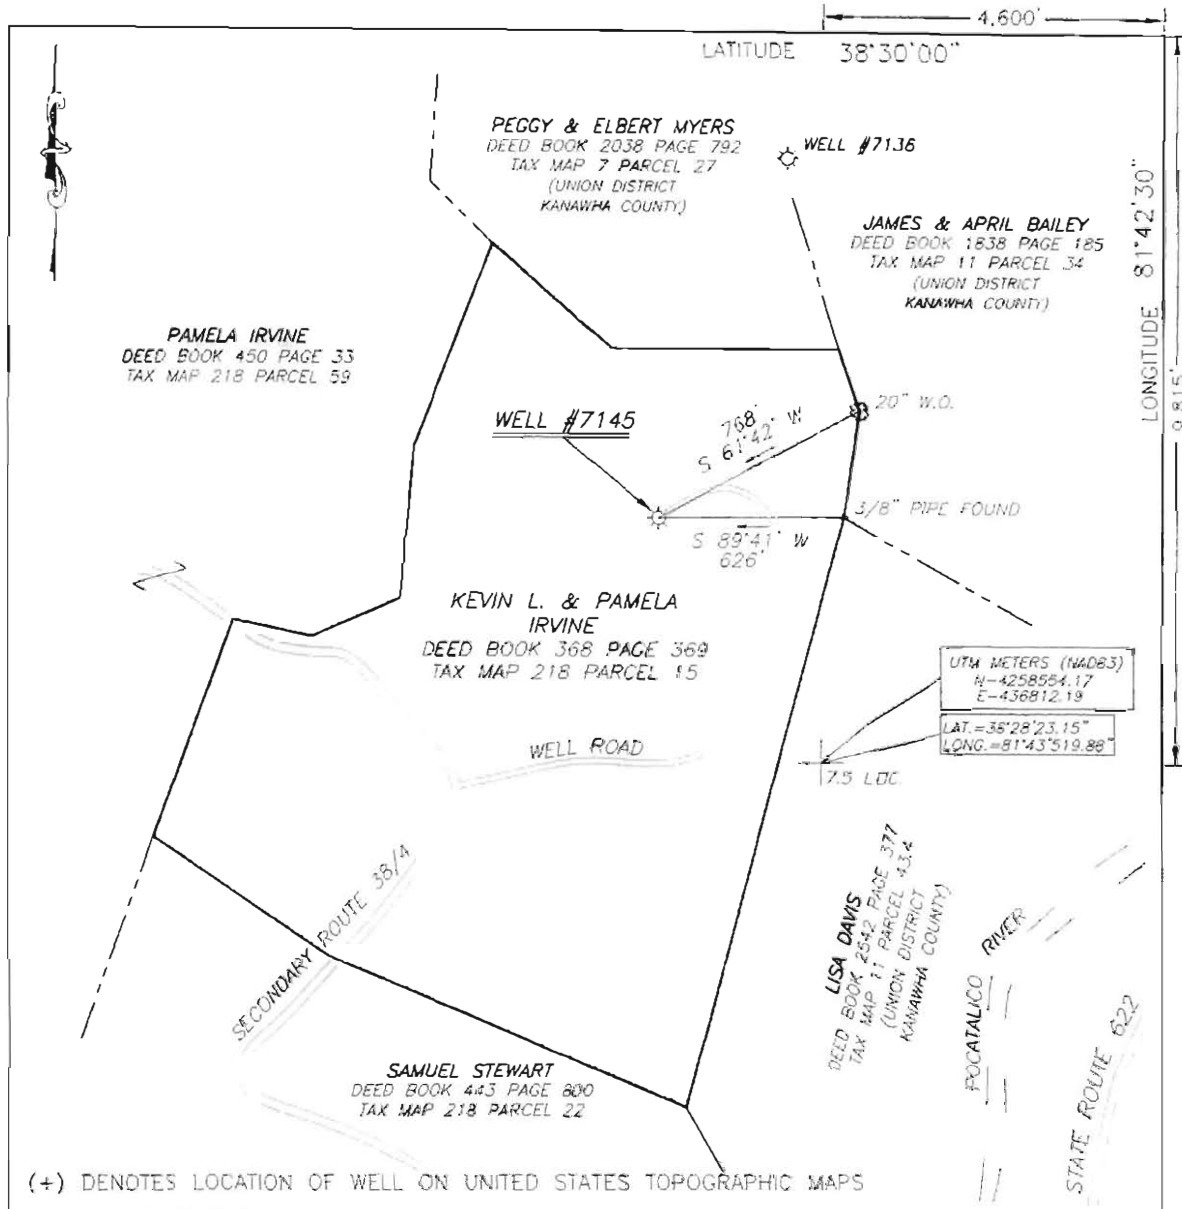 4,600'
LATITUDE 38°30'00"
PEGGY & ELBERT MYERS
DEED BOOK 2038 PAGE 792
TAX MAP 7 PARCEL 27
(UNION DISTRICT
KANAWHA COUNTY)
WELL #7136
JAMES & APRIL BAILEY
DEED BOOK 1838 PAGE 185
TAX MAP 11 PARCEL 34
(UNION DISTRICT
KANAWHA COUNTY)
LONGITUDE 81°42'30"
9,815'
PAMELA IRVINE
DEED BOOK 450 PAGE 33
TAX MAP 218 PARCEL 59
WELL #7145
768'
S 61°42' W
20" W.O.
3/8" PIPE FOUND
S 89°41' W
626'
KEVIN L. & PAMELA
IRVINE
DEED BOOK 368 PAGE 369
TAX MAP 218 PARCEL 15
UTM METERS (NAD83)
N-4258554.17
E-436812.19
LAT.=38°28'23.15"
LONG.=81°43'519.88"
7.5 LOC.
WELL ROAD
SECONDARY ROUTE 38/4
LISA DAVIS
DEED BOOK 2542 PAGE 377
TAX MAP 11 PARCEL 43.4
(UNION DISTRICT
KANAWHA COUNTY)
POCATALICO RIVER
STATE ROUTE 622
SAMUEL STEWART
DEED BOOK 443 PAGE 800
TAX MAP 218 PARCEL 22
(+) DENOTES LOCATION OF WELL ON UNITED STATES TOPOGRAPHIC MAPS